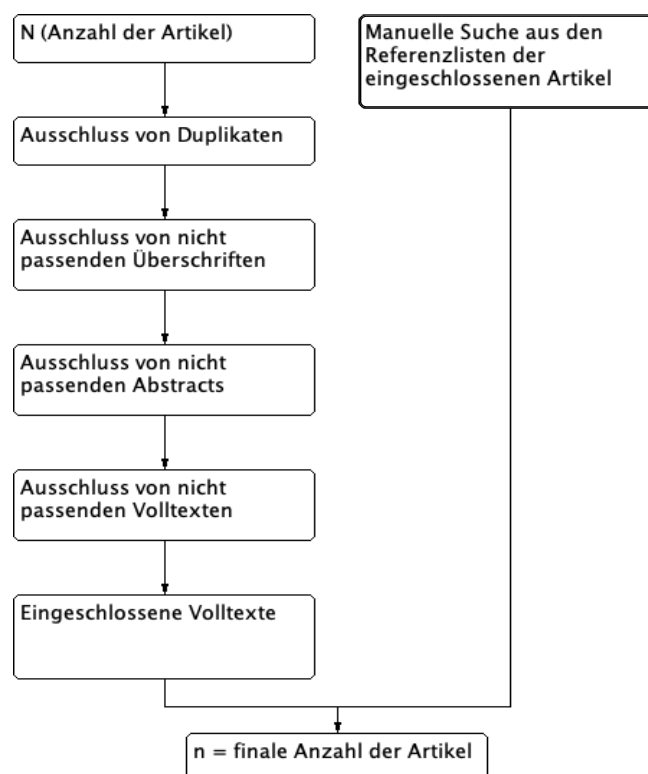 N (Anzahl der Artikel)
Manuelle Suche aus den
Referenzlisten der
eingeschlossenen Artikel
Ausschluss von Duplikaten
Ausschluss von nicht
passenden Überschriften
Ausschluss von nicht
passenden Abstracts
Ausschluss von nicht
passenden Volltexten
Eingeschlossene Volltexte
n = finale Anzahl der Artikel